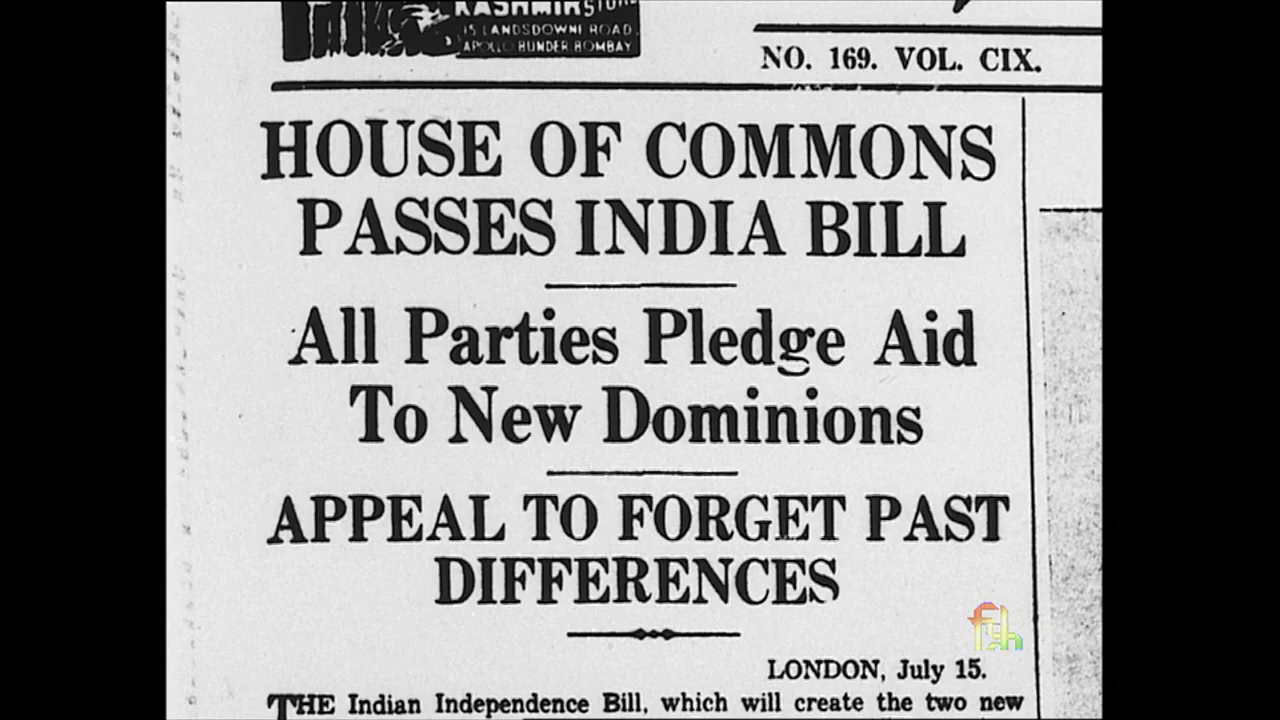 KASHMIR STORE
15 LANDSDOWNE ROAD,
APOLLO BUNDER BOMBAY
NO. 169. VOL. CIX.
HOUSE OF COMMONS
PASSES INDIA BILL
All Parties Pledge Aid
To New Dominions
APPEAL TO FORGET PAST
DIFFERENCES
LONDON, July 15.
THE Indian Independence Bill, which will create the two new